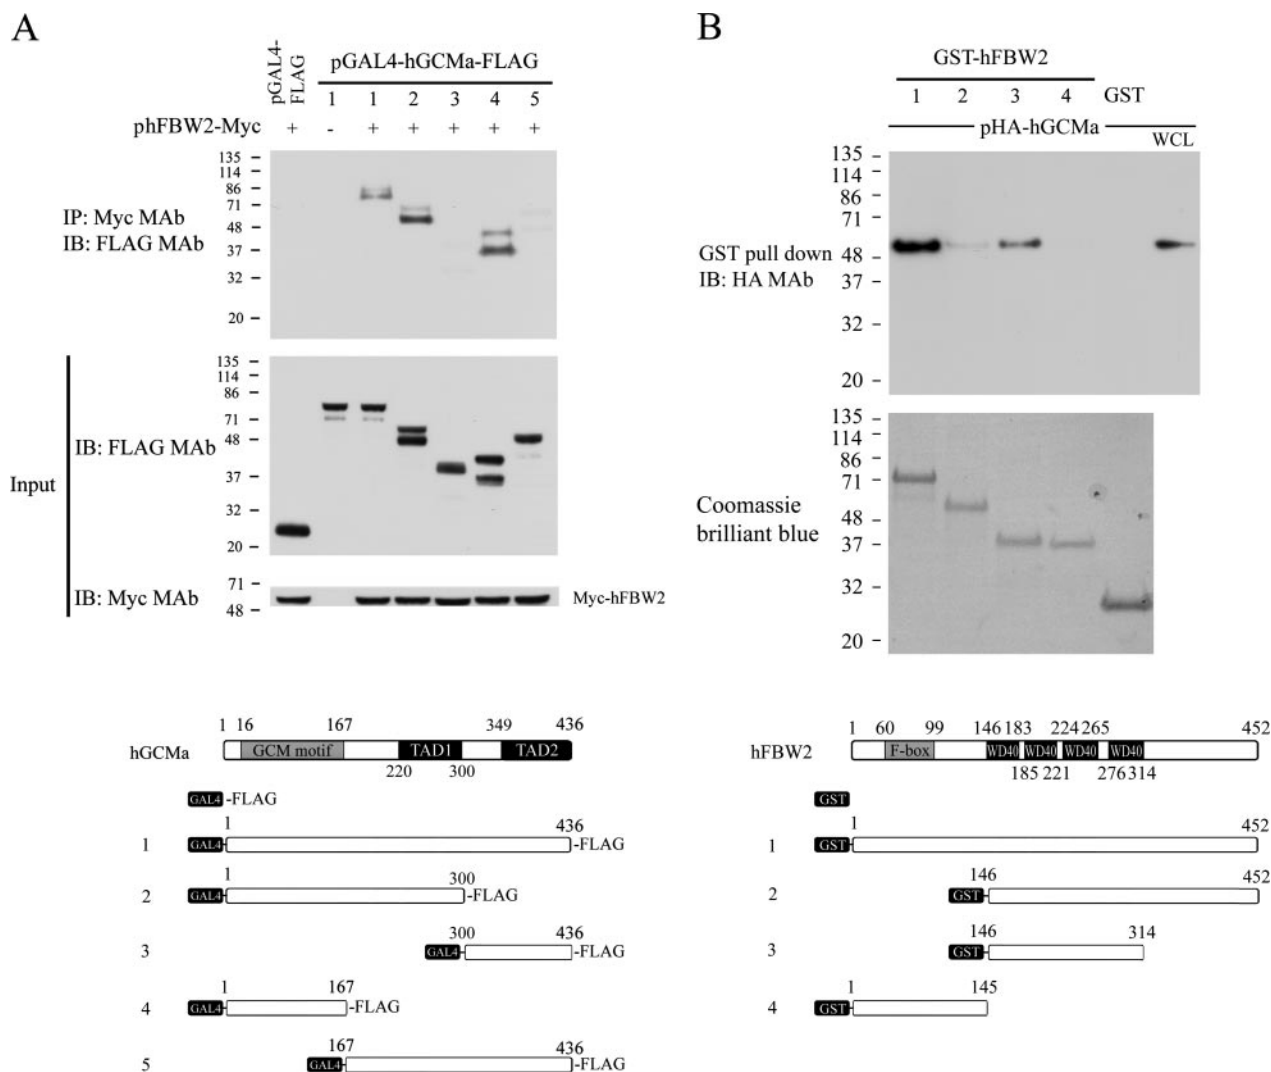 A
pGAL4-
FLAG
pGAL4-hGCMa-FLAG
1 1 2 3 4 5
phFBW2-Myc + - + + + + +
IP: Myc MAb
IB: FLAG MAb
135
114
86
71
48
37
32
20
Input
IB: FLAG MAb
135
114
86
71
48
37
32
20
IB: Myc MAb
71
48
Myc-hFBW2
1 16 167 349 436
hGCMa GCM motif TAD1 TAD2
220 300
GAL4 -FLAG
1 436
1 GAL4 -FLAG
1 300
2 GAL4 -FLAG
300 436
3 GAL4 -FLAG
1 167
4 GAL4 -FLAG
167 436
5 GAL4 -FLAG
B
GST-hFBW2
1 2 3 4 GST
pHA-hGCMa
WCL
GST pull down
IB: HA MAb
135
114
86
71
48
37
32
20
Coomassie
brilliant blue
135
114
86
71
48
37
32
20
1 60 99 146 183 224 265 452
hFBW2 F-box WD40 WD40 WD40 WD40
185 221 276 314
GST
1 452
1 GST
146 452
2 GST
146 314
3 GST
1 145
4 GST